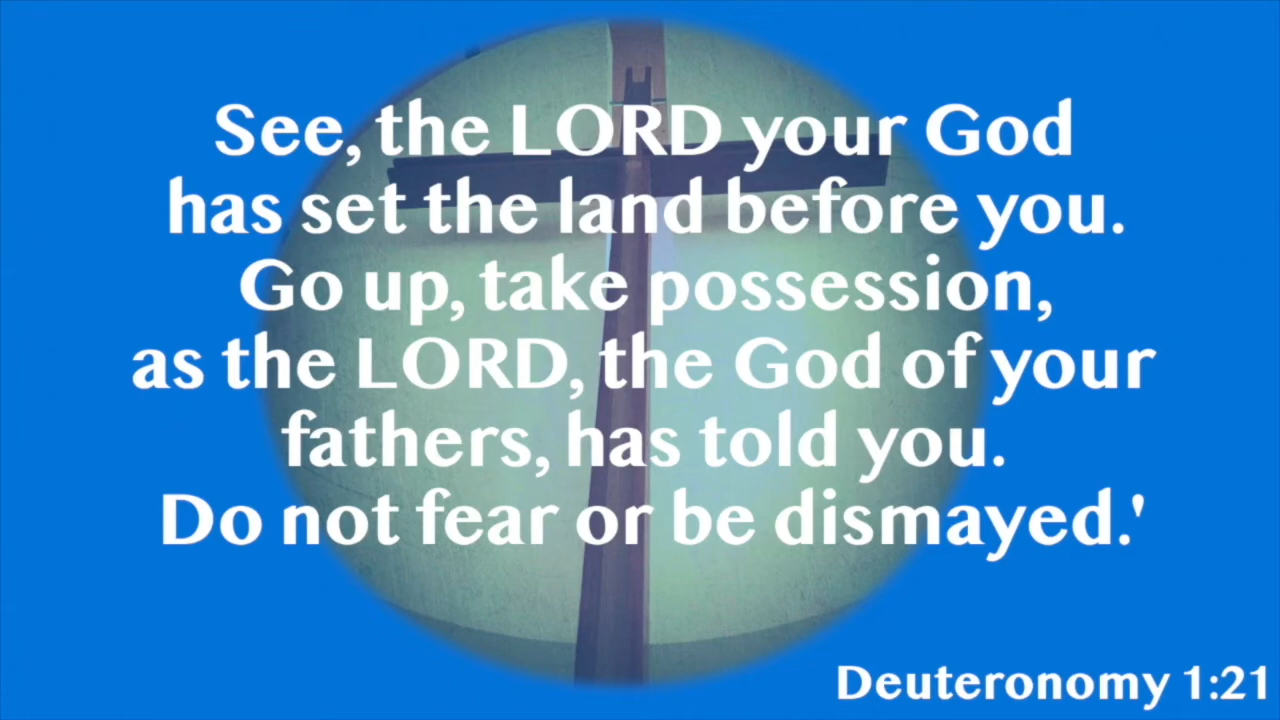 See, the LORD your God
has set the land before you.
Go up, take possession,
as the LORD, the God of your
fathers, has told you.
Do not fear or be dismayed.'
Deuteronomy 1:21